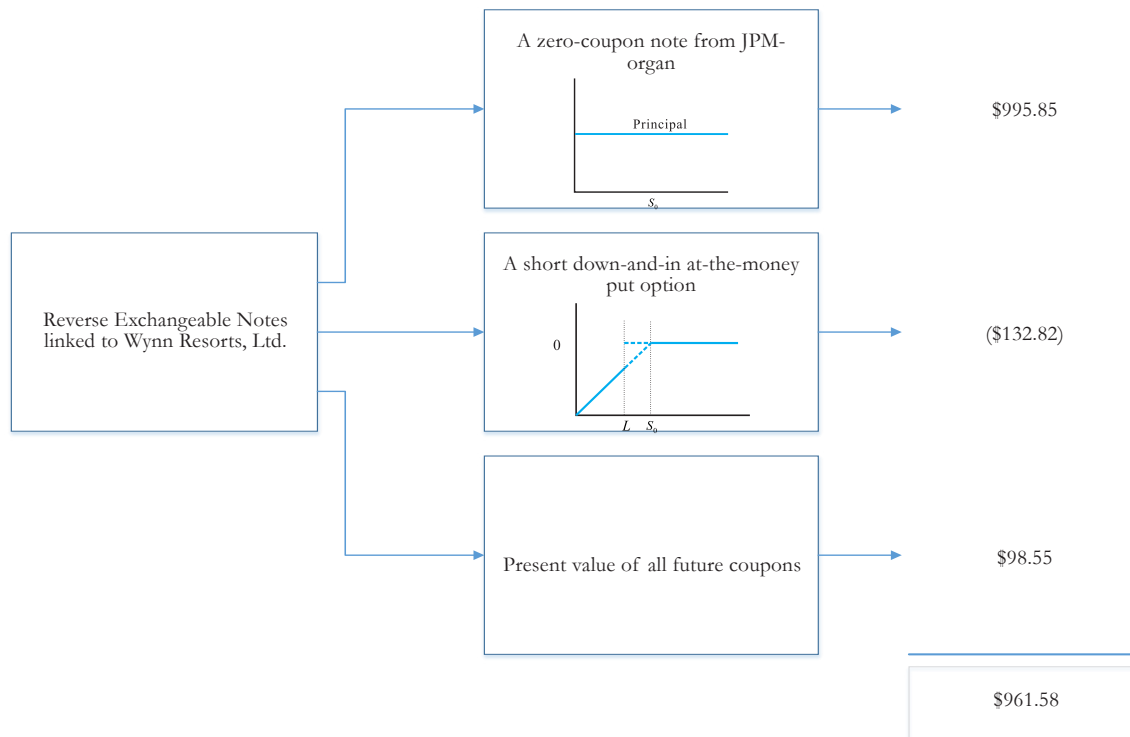 A zero-coupon note from JPM-
organ
Principal
S₀
$995.85
Reverse Exchangeable Notes
linked to Wynn Resorts, Ltd.
A short down-and-in at-the-money
put option
0
L S₀
($132.82)
Present value of all future coupons
$98.55
$961.58